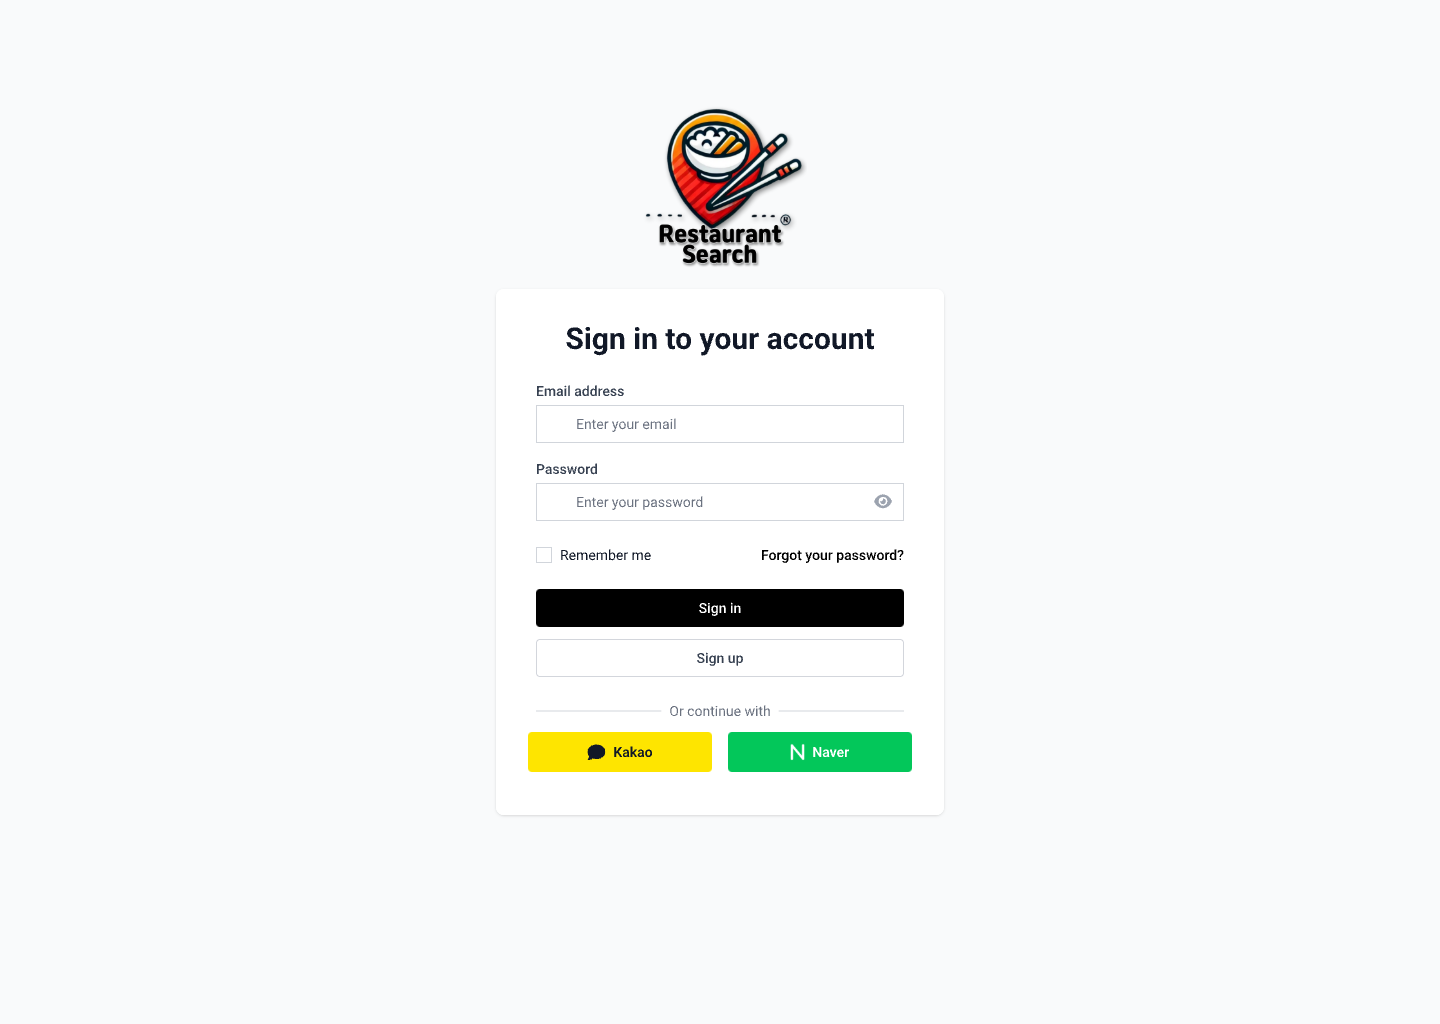 Restaurant®
Search
Sign in to your account
Email address
Enter your email
Password
Enter your password
Remember me
Forgot your password?
Sign in
Sign up
Or continue with
Kakao
N Naver